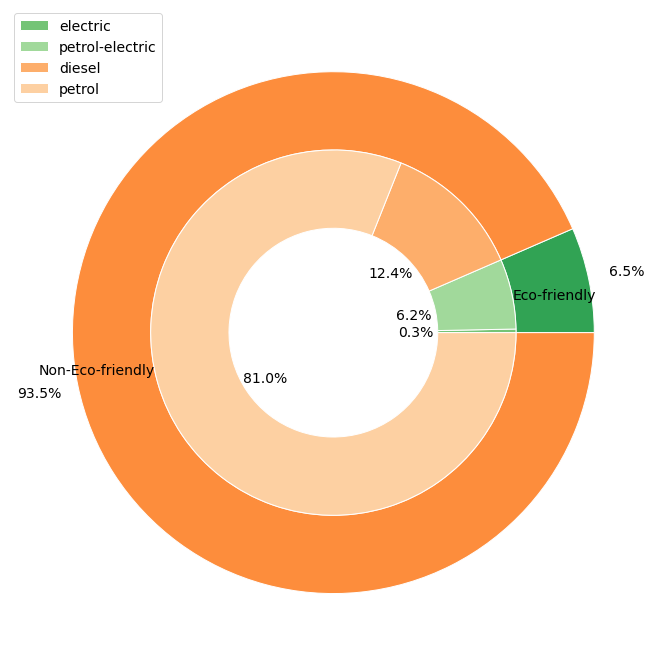 electric
petrol-electric
diesel
petrol
6.5%
12.4%
Eco-friendly
6.2%
0.3%
Non-Eco-friendly
81.0%
93.5%